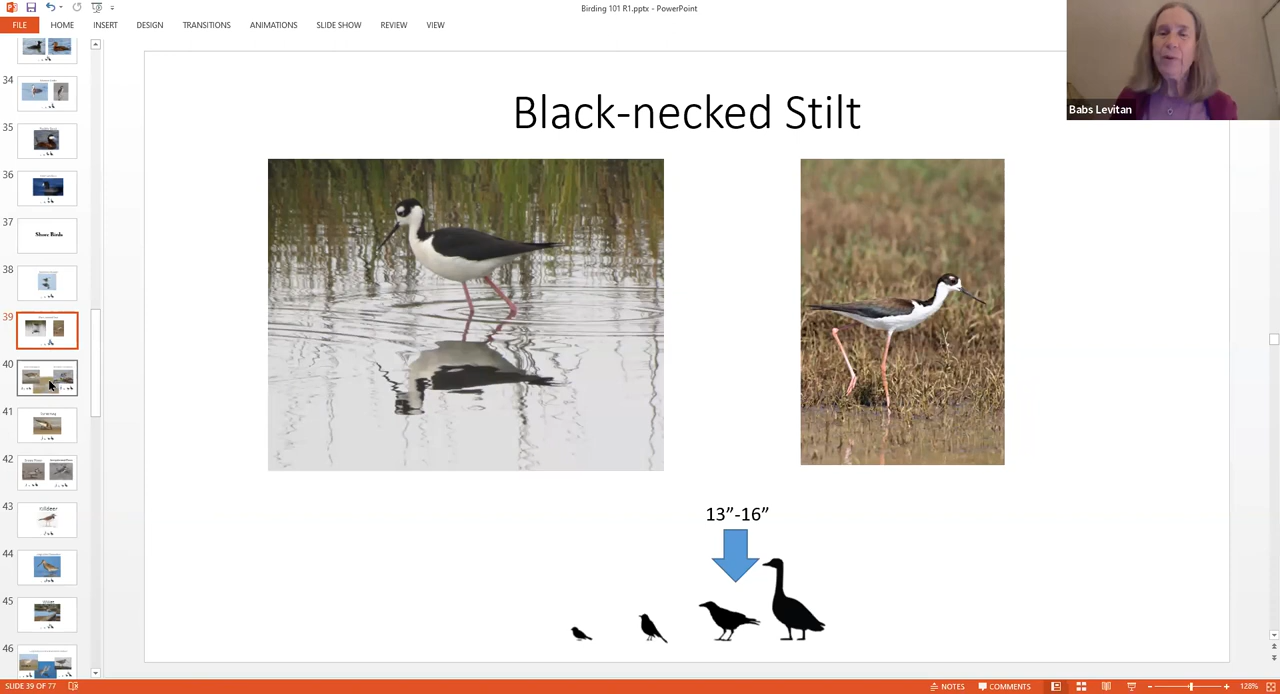 Birding 101 R1.pptx - PowerPoint
FILE HOME INSERT DESIGN TRANSITIONS ANIMATIONS SLIDE SHOW REVIEW VIEW
Babs Levitan
Black-necked Stilt
13”-16”
34
35
36
37
Shore Birds
38
39
40
41
42
43
Killdeer
44
45
46
SLIDE 39 OF 77
NOTES COMMENTS 128%